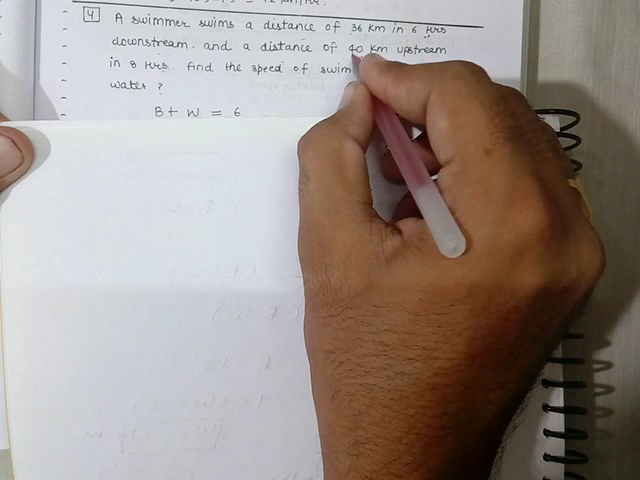 4 A swimmer swims a distance of 36 km in 6 Hrs
downstream. and a distance of 40 km upstream
in 8 Hrs. find the speed of swim
water ?
B + W = 6